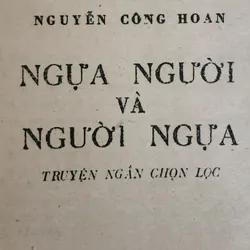 NGUYỄN CÔNG HOAN
NGỰA NGƯỜI
VÀ
NGƯỜI NGỰA
TRUYỆN NGẮN CHỌN LỌC